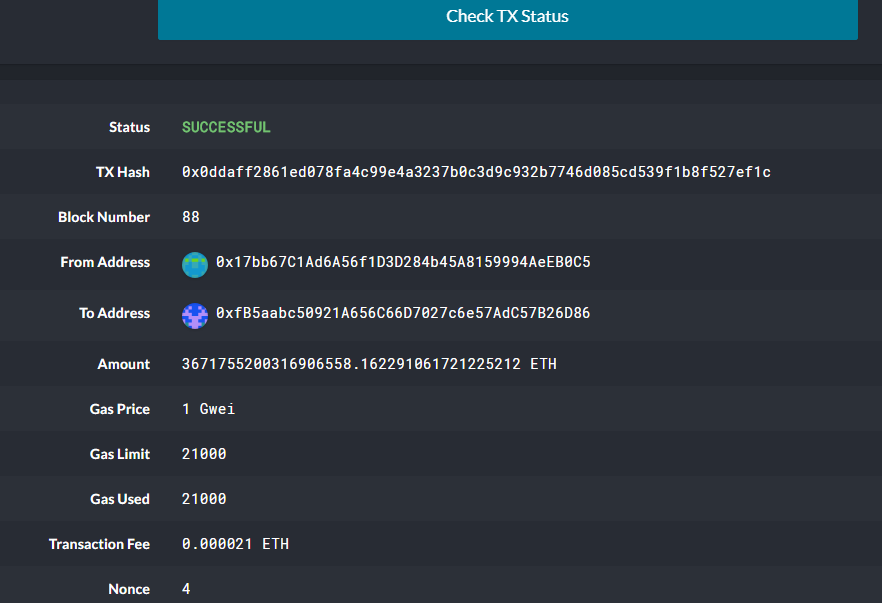 Check TX Status
Status SUCCESSFUL
TX Hash 0x0ddaff2861ed078fa4c99e4a3237b0c3d9c932b7746d085cd539f1b8f527ef1c
Block Number 88
From Address 0x17bb67C1Ad6A56f1D3D284b45A8159994AeEB0C5
To Address 0xfB5aabc50921A656C66D7027c6e57AdC57B26D86
Amount 3671755200316906558.162291061721225212 ETH
Gas Price 1 Gwei
Gas Limit 21000
Gas Used 21000
Transaction Fee 0.000021 ETH
Nonce 4